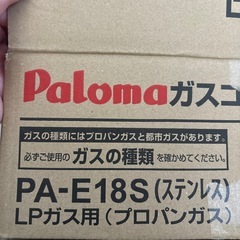 Palomaガスコ
ガスの種類にはプロパンガスと都市ガスがあります。
必ずご使用のガスの種類を確かめてください。
PA-E18S(ステンレス)
LPガス用(プロパンガス)